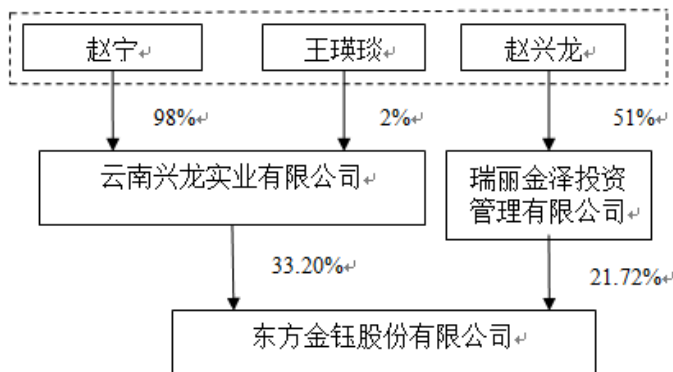 赵宁
王瑛琰
赵兴龙
98%
2%
51%
云南兴龙实业有限公司
瑞丽金泽投资
管理有限公司
33.20%
21.72%
东方金钰股份有限公司